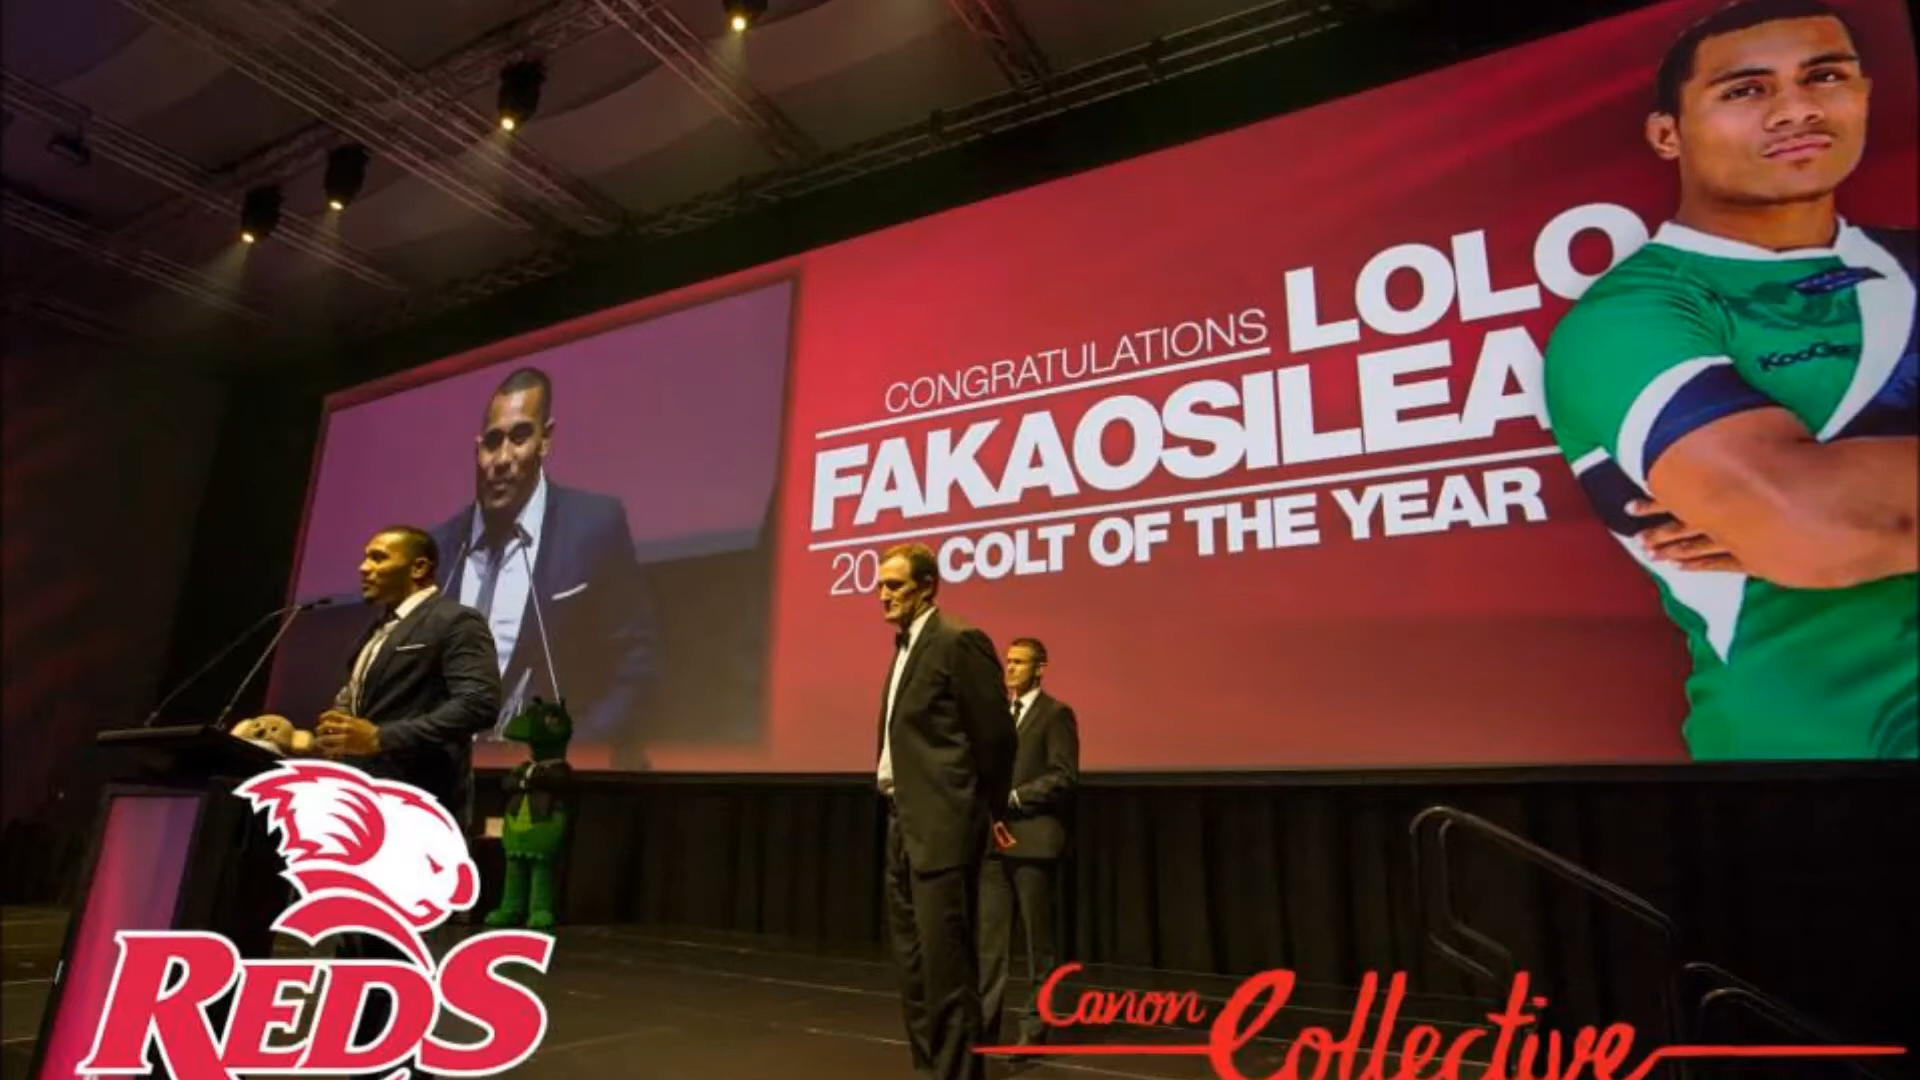 CONGRATULATIONS LOLO
FAKAOSILEA
COLT OF THE YEAR
KooGa
REDS
Canon Collective